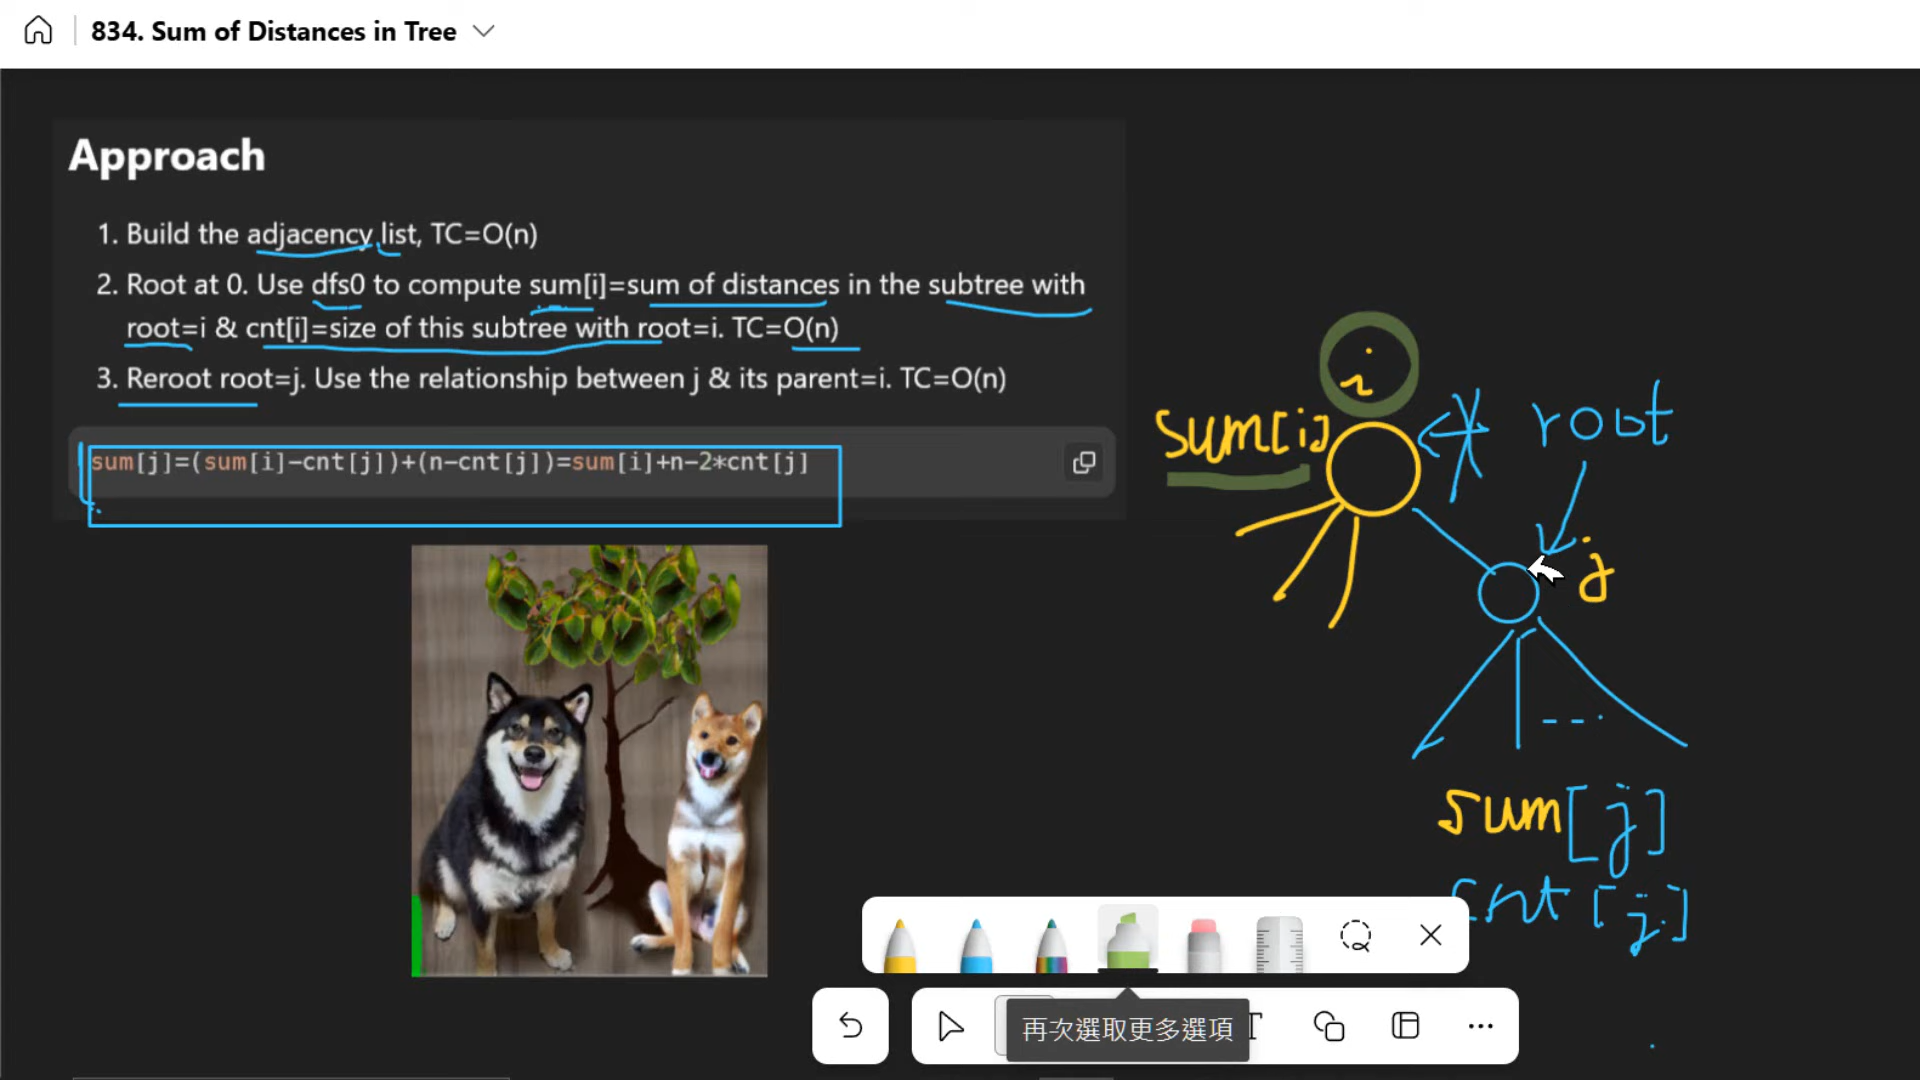 834. Sum of Distances in Tree
Approach
1. Build the adjacency list, TC=O(n)
2. Root at 0. Use dfs0 to compute sum[i]=sum of distances in the subtree with
root=i & cnt[i]=size of this subtree with root=i. TC=O(n)
3. Reroot root=j. Use the relationship between j & its parent=i. TC=O(n)
sum[j]=(sum[i]-cnt[j])+(n-cnt[j])=sum[i]+n-2*cnt[j]
i
sum[i]
root
j
sum[j]
cnt[j]
再次選取更多選項
T